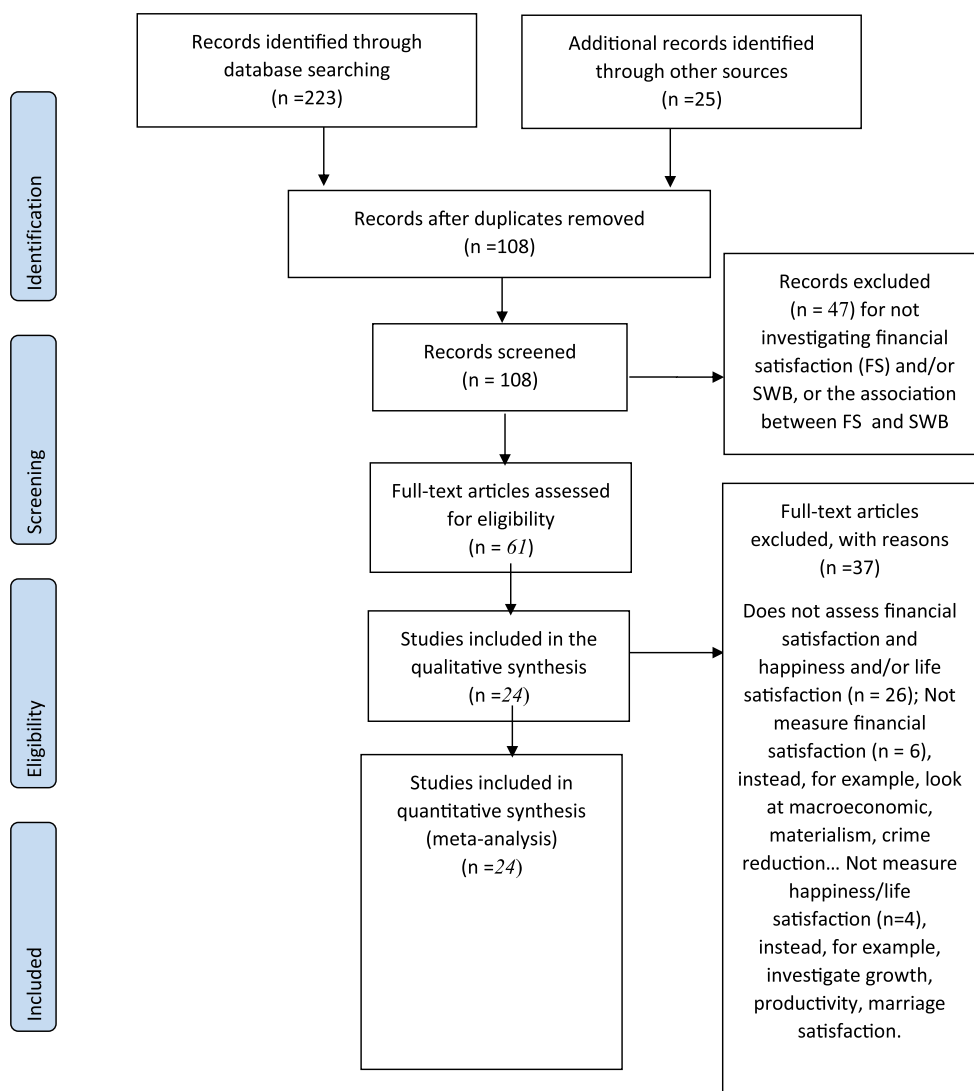 Records identified through
database searching
(n =223)
Additional records identified
through other sources
(n =25)
Identification
Records after duplicates removed
(n =108)
Records excluded
(n = 47) for not
investigating financial
satisfaction (FS) and/or
SWB, or the association
between FS and SWB
Screening
Records screened
(n = 108)
Full-text articles assessed
for eligibility
(n = 61)
Full-text articles
excluded, with reasons
(n =37)
Does not assess financial
satisfaction and
happiness and/or life
satisfaction (n = 26); Not
measure financial
satisfaction (n = 6),
instead, for example, look
at macroeconomic,
materialism, crime
reduction... Not measure
happiness/life
satisfaction (n=4),
instead, for example,
investigate growth,
productivity, marriage
satisfaction.
Eligibility
Studies included in the
qualitative synthesis
(n =24)
Included
Studies included in
quantitative synthesis
(meta-analysis)
(n =24)